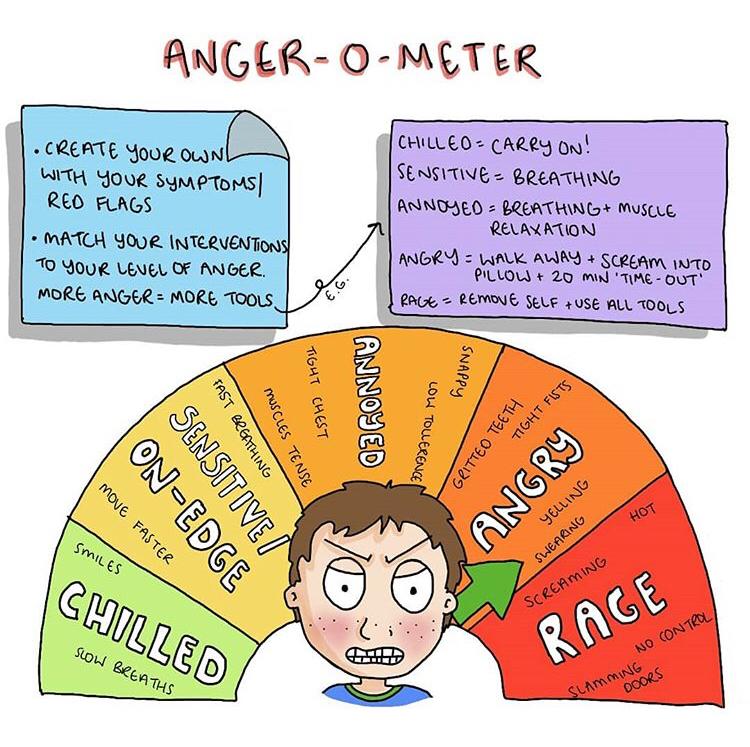 ANGER-O-METER
• CREATE YOUR OWN
WITH YOUR SYMPTOMS/
RED FLAGS
• MATCH YOUR INTERVENTIONS
TO YOUR LEVEL OF ANGER.
MORE ANGER = MORE TOOLS
E.G.
CHILLED = CARRY ON!
SENSITIVE = BREATHING
ANNOYED = BREATHING + MUSCLE
RELAXATION
ANGRY = WALK AWAY + SCREAM INTO
PILLOW + 20 MIN 'TIME-OUT'
RAGE = REMOVE SELF + USE ALL TOOLS
SMILES
CHILLED
SLOW BREATHS
FAST BREATHING
SENSITIVE/
ON-EDGE
MOVE FASTER
MUSCLES TENSE
TIGHT CHEST
ANNOYED
SNAPPY
LOW TOLLERENCE
GRITTED TEETH
TIGHT FISTS
ANGRY
YELLING
SWEARING
HOT
SCREAMING
RAGE
NO CONTROL
SLAMMING
DOORS